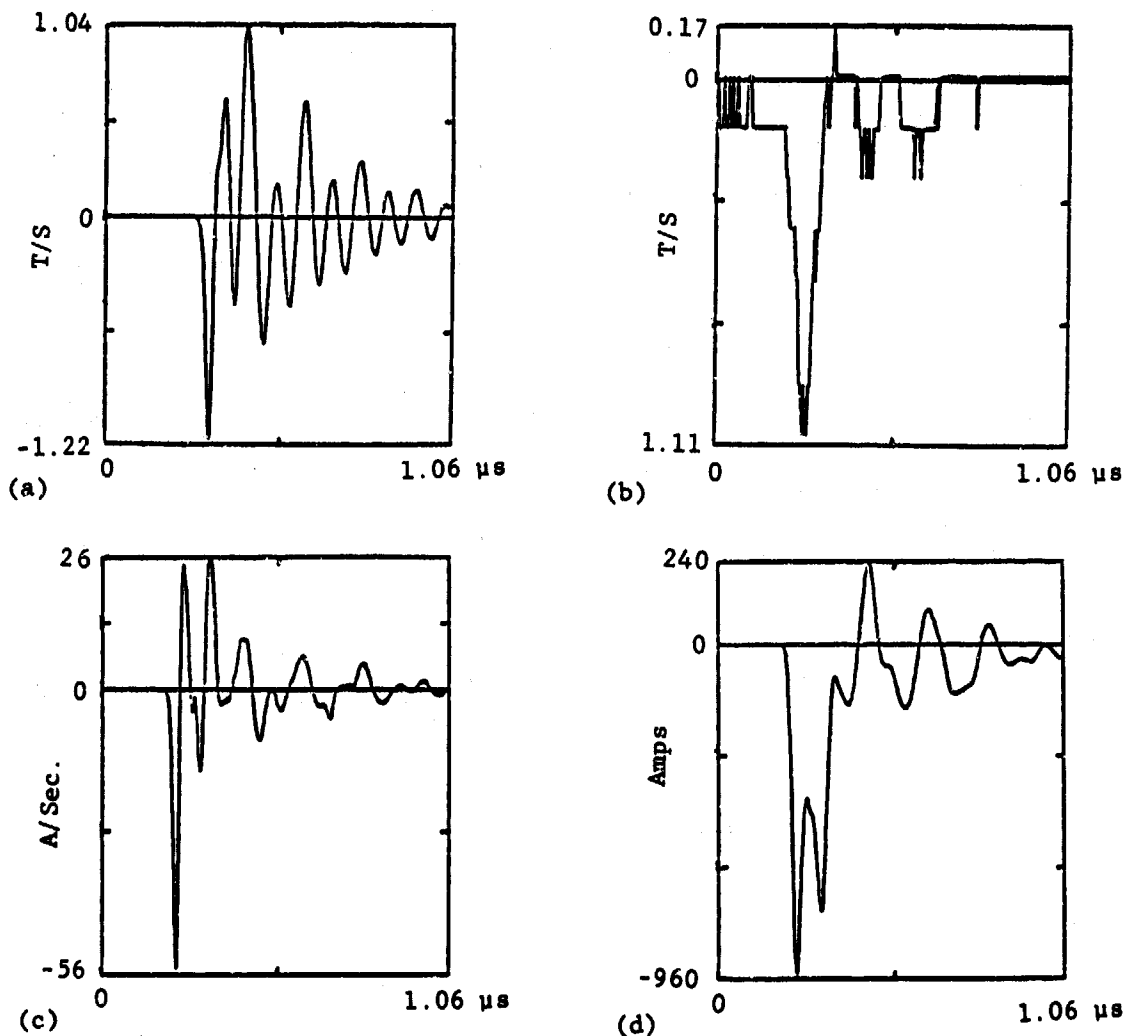 1.04
0
T/S
-1.22
0
1.06 μs
(a)
0.17
0
T/S
1.11
0
1.06 μs
(b)
26
0
A/Sec.
-56
0
1.06 μs
(c)
240
0
Amps
-960
0
1.06 μs
(d)